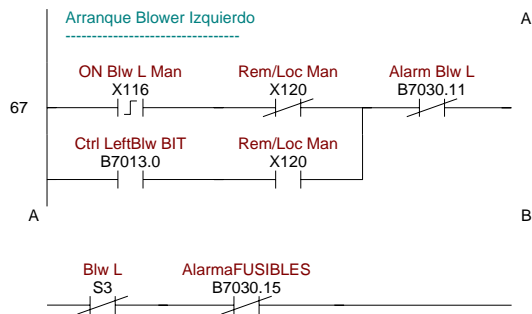 Arranque Blower Izquierdo
---------------------------------
A
ON Blw L Man Rem/Loc Man Alarm Blw L
X116 X120 B7030.11
67
Ctrl LeftBlw BIT Rem/Loc Man
B7013.0 X120
A B
Blw L AlarmaFUSIBLES
S3 B7030.15